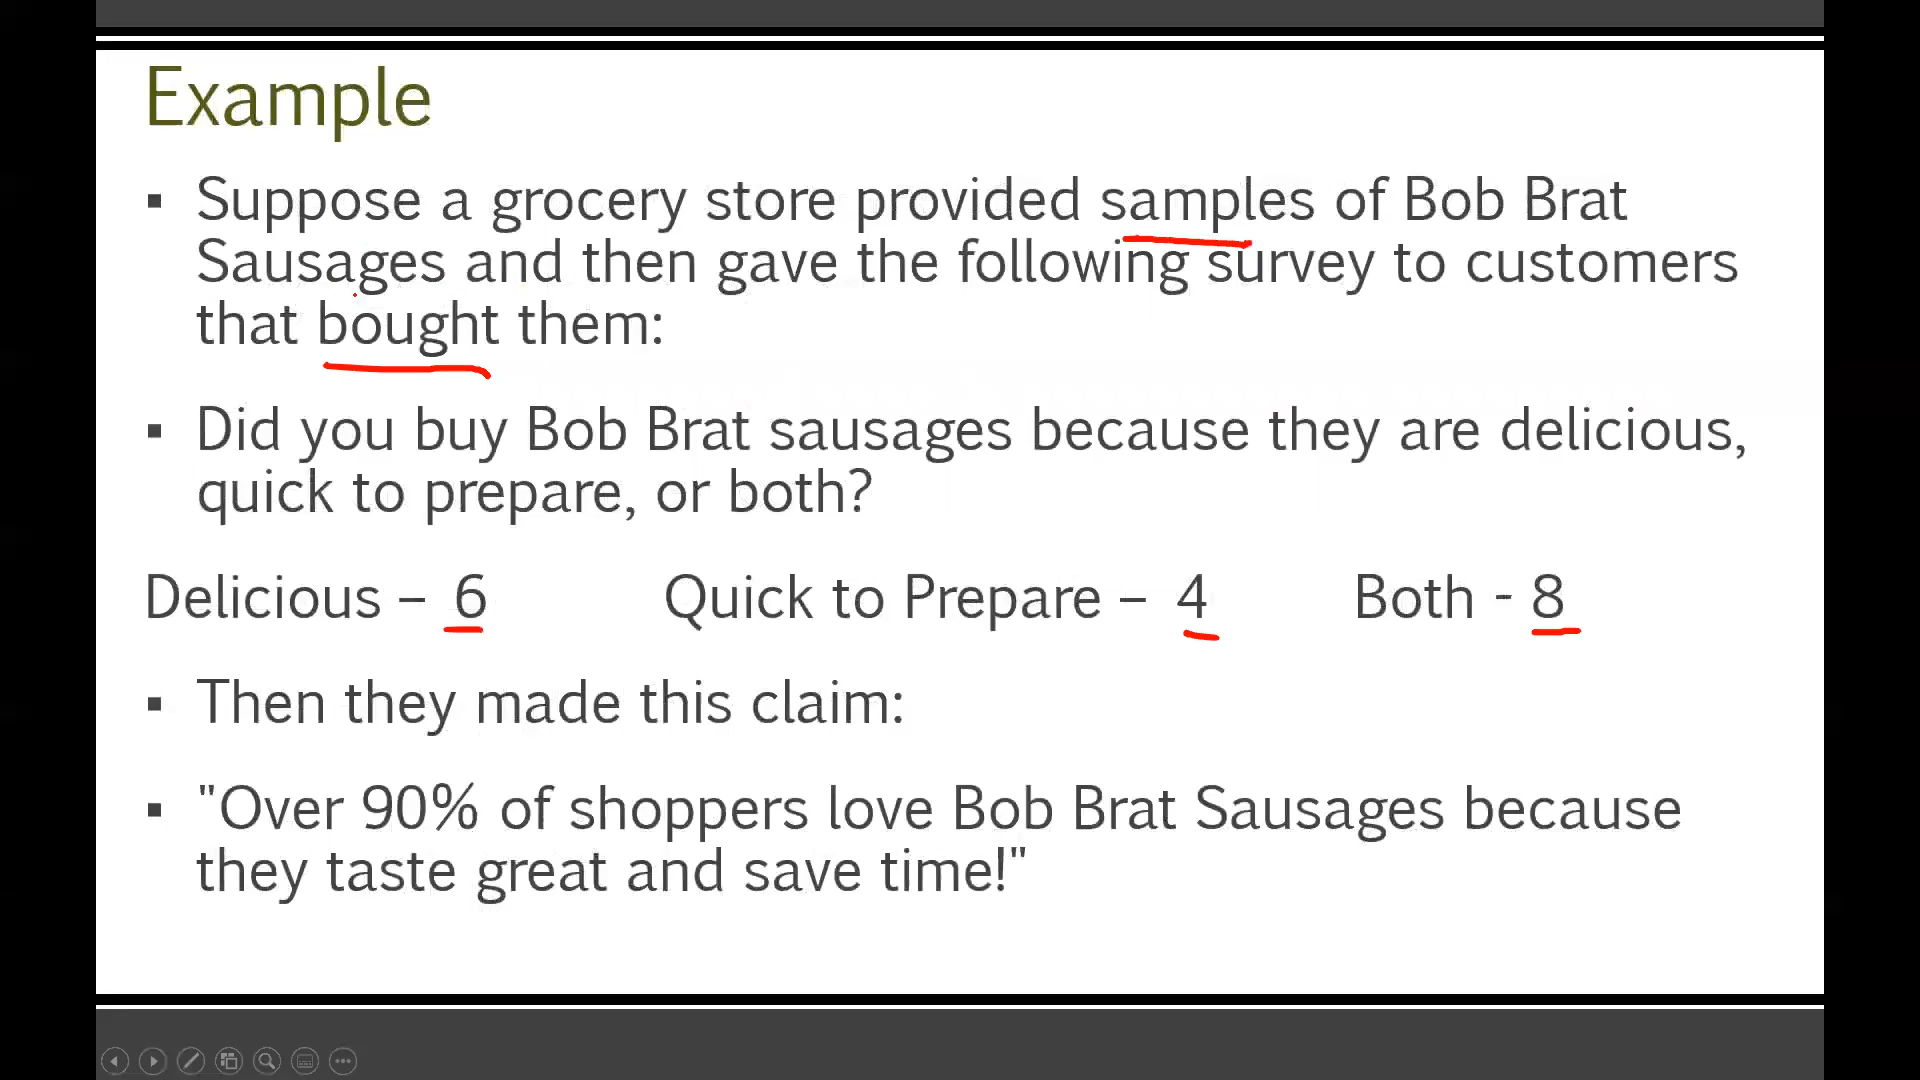 Example
▪ Suppose a grocery store provided samples of Bob Brat
Sausages and then gave the following survey to customers
that bought them:
▪ Did you buy Bob Brat sausages because they are delicious,
quick to prepare, or both?
Delicious – 6 Quick to Prepare – 4 Both - 8
▪ Then they made this claim:
▪ "Over 90% of shoppers love Bob Brat Sausages because
they taste great and save time!"